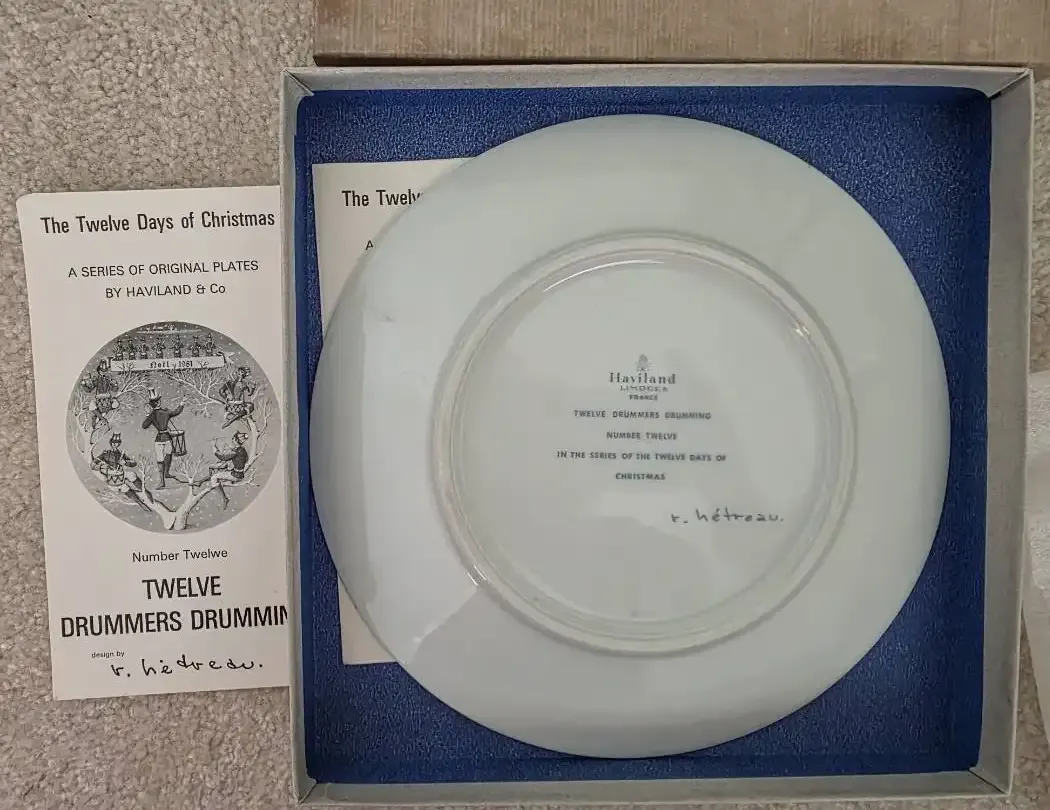 The Twelve Days of Christmas
A SERIES OF ORIGINAL PLATES
BY HAVILAND & Co
Noël 1981
Number Twelwe
TWELVE
DRUMMERS DRUMMIN
design by
r. hétreau.
The Twelv
A
Haviland
LIMOGES
FRANCE
TWELVE DRUMMERS DRUMMING
NUMBER TWELVE
IN THE SERIES OF THE TWELVE DAYS OF
CHRISTMAS
r. hétreau.